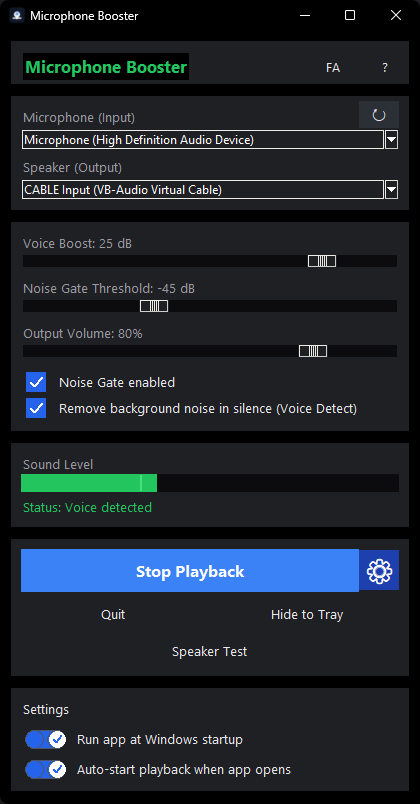 Microphone Booster
Microphone Booster
FA
?
Microphone (Input)
Microphone (High Definition Audio Device)
Speaker (Output)
CABLE Input (VB-Audio Virtual Cable)
Voice Boost: 25 dB
Noise Gate Threshold: -45 dB
Output Volume: 80%
Noise Gate enabled
Remove background noise in silence (Voice Detect)
Sound Level
Status: Voice detected
Stop Playback
Quit
Hide to Tray
Speaker Test
Settings
Run app at Windows startup
Auto-start playback when app opens